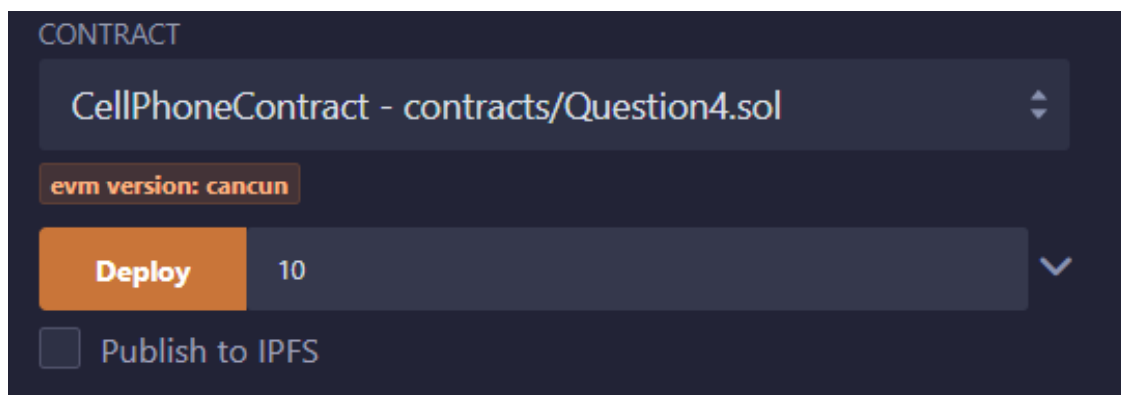 CONTRACT
CellPhoneContract - contracts/Question4.sol
evm version: cancun
Deploy 10
Publish to IPFS